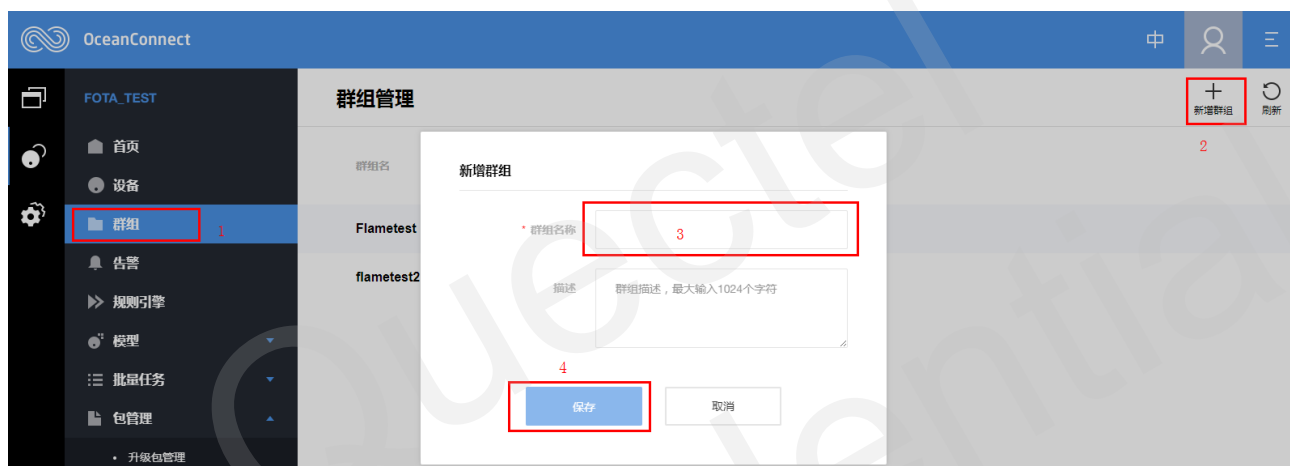 OceanConnect
中
FOTA_TEST
群组管理
新增群组
刷新
2
首页
设备
群组
1
告警
规则引擎
模型
批量任务
包管理
• 升级包管理
群组名
Flametest
flametest2
新增群组
* 群组名称
3
描述
群组描述，最大输入1024个字符
4
保存
取消
Quectel